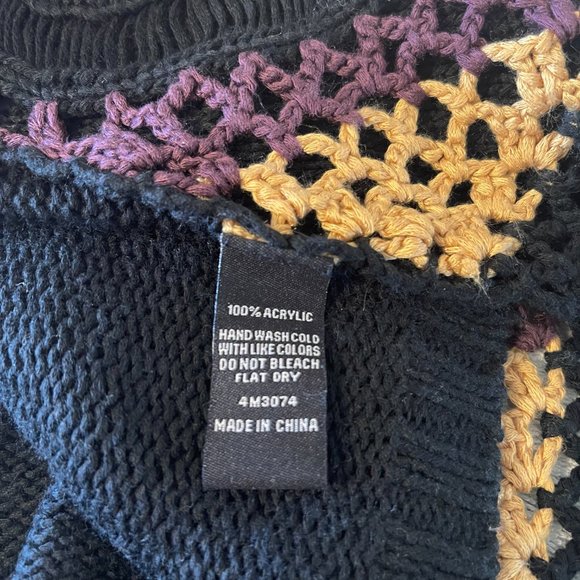 100% ACRYLIC
HAND WASH COLD
WITH LIKE COLORS
DO NOT BLEACH
FLAT DRY
4M3074
MADE IN CHINA